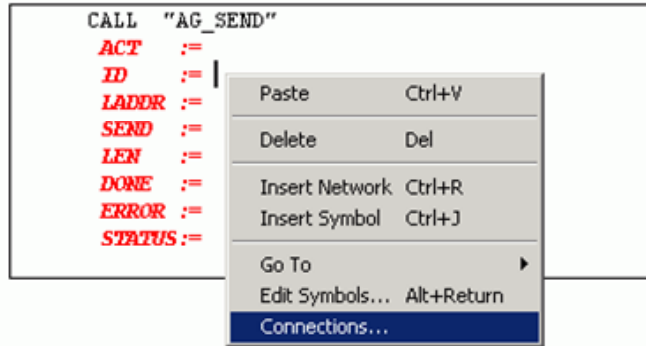 CALL "AG_SEND"
ACT :=
ID :=
LADDR :=
SEND :=
LEN :=
DONE :=
ERROR :=
STATUS:=
Paste Ctrl+V
Delete Del
Insert Network Ctrl+R
Insert Symbol Ctrl+J
Go To
Edit Symbols... Alt+Return
Connections...